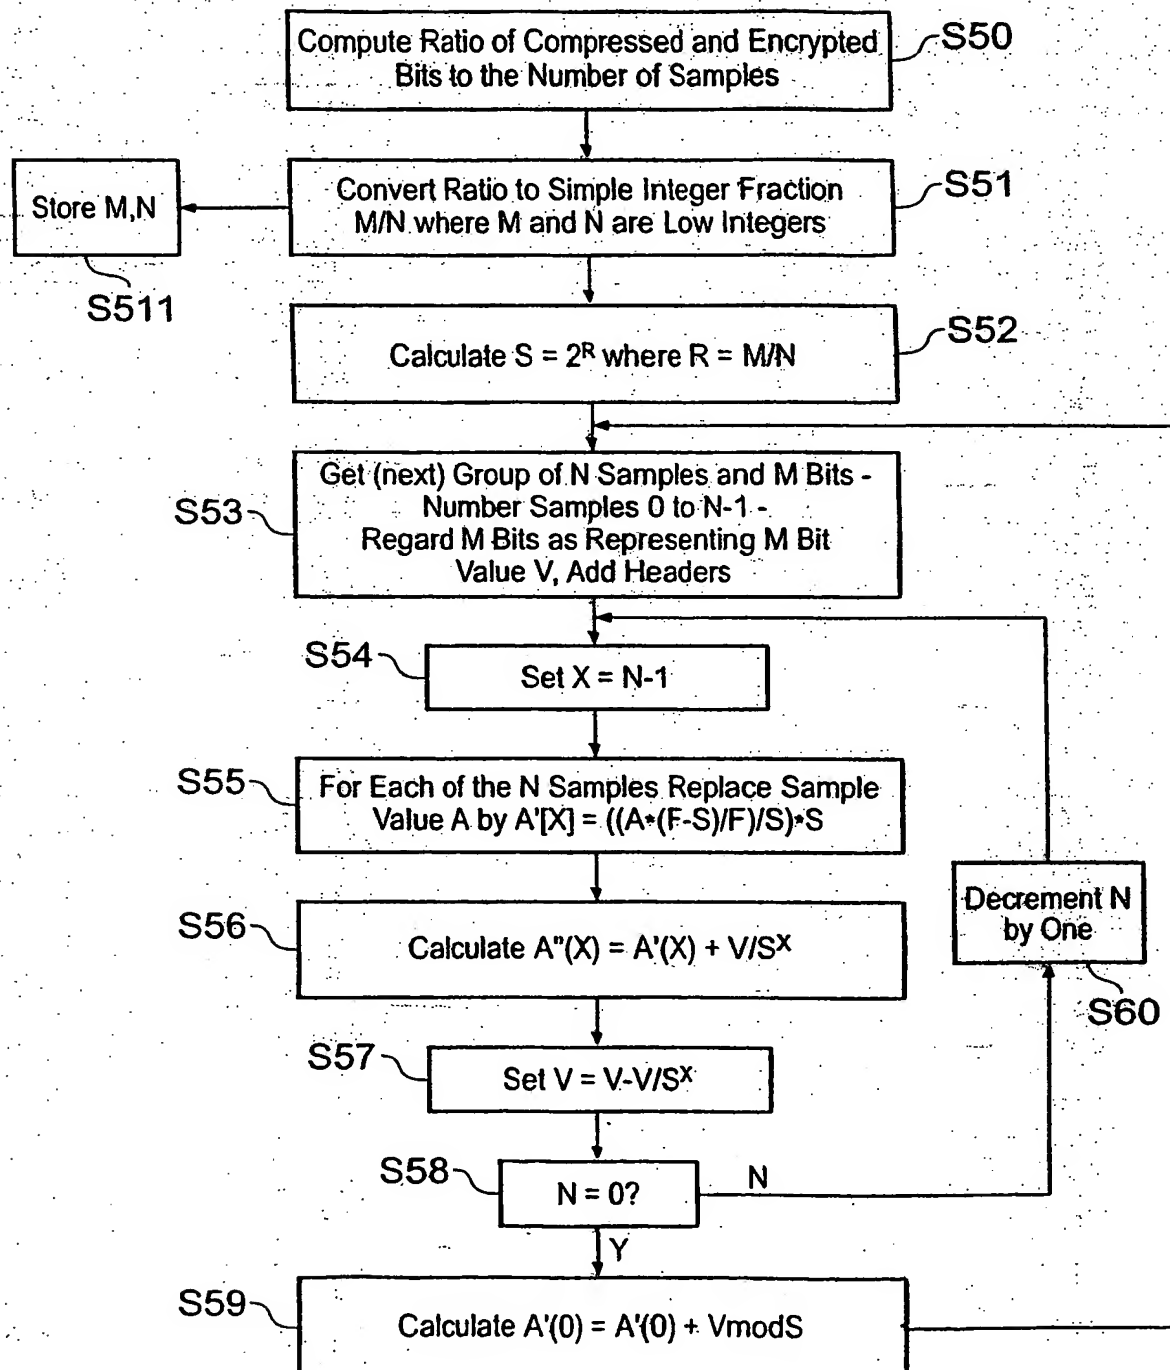 Compute Ratio of Compressed and Encrypted
Bits to the Number of Samples
S50
Store M,N
S511
Convert Ratio to Simple Integer Fraction
M/N where M and N are Low Integers
S51
Calculate S = 2^R where R = M/N
S52
Get (next) Group of N Samples and M Bits -
Number Samples 0 to N-1 -
Regard M Bits as Representing M Bit
Value V, Add Headers
S53
S54
Set X = N-1
S55
For Each of the N Samples Replace Sample
Value A by A'[X] = ((A*(F-S)/F)/S)*S
S56
Calculate A"(X) = A'(X) + V/S^X
Decrement N
by One
S60
S57
Set V = V-V/S^X
S58
N = 0?
N
Y
S59
Calculate A'(0) = A'(0) + VmodS